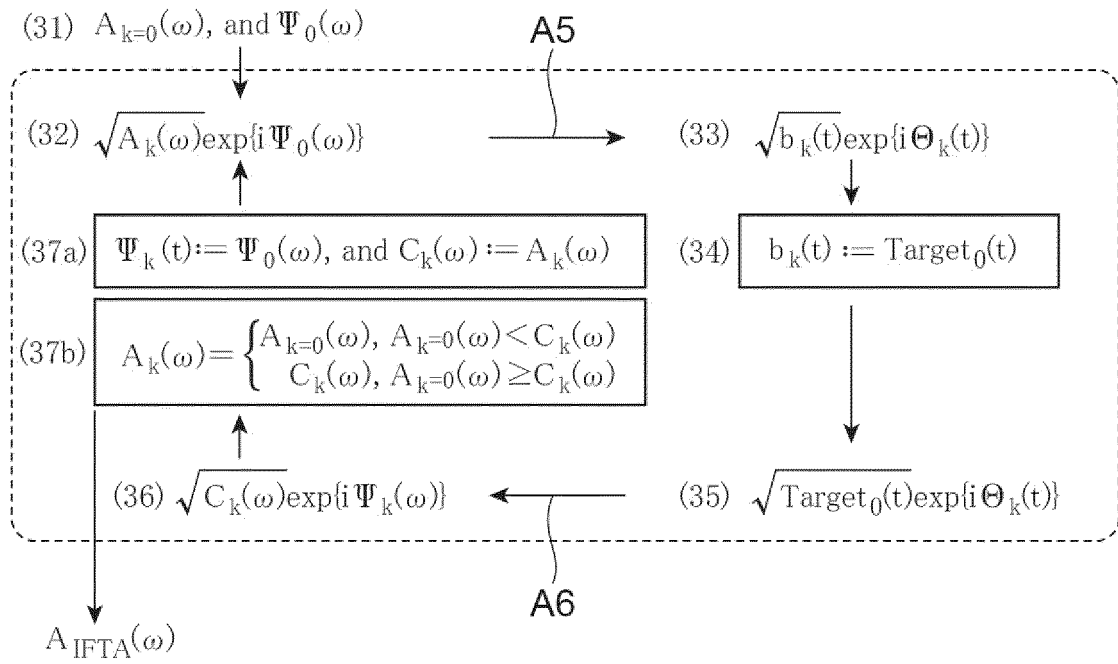 (31) A_{k=0}(ω), and Ψ_0(ω)
A5
(32) √A_k(ω)exp{iΨ_0(ω)}
(33) √b_k(t)exp{iΘ_k(t)}
(37a) Ψ_k(t):=Ψ_0(ω), and C_k(ω):=A_k(ω)
(34) b_k(t):=Target_0(t)
(37b) A_k(ω)={A_{k=0}(ω), A_{k=0}(ω)<C_k(ω)
C_k(ω), A_{k=0}(ω)≥C_k(ω)
(36) √C_k(ω)exp{iΨ_k(ω)}
(35) √Target_0(t)exp{iΘ_k(t)}
A6
A_{IFTA}(ω)